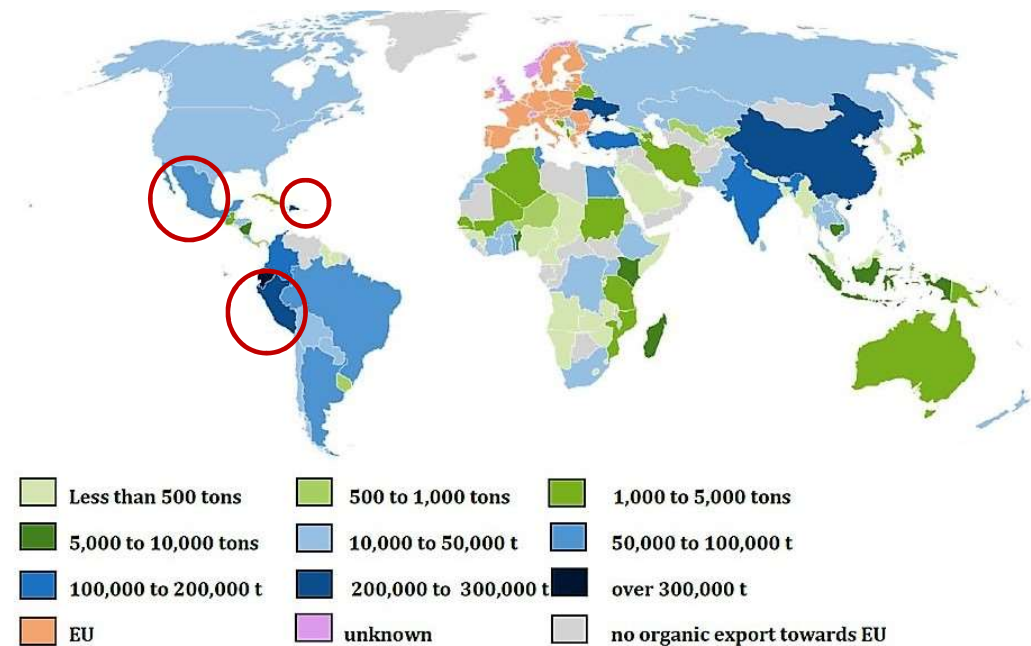 Less than 500 tons
500 to 1,000 tons
1,000 to 5,000 tons
5,000 to 10,000 tons
10,000 to 50,000 t
50,000 to 100,000 t
100,000 to 200,000 t
200,000 to 300,000 t
over 300,000 t
EU
unknown
no organic export towards EU